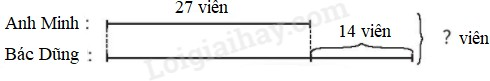 27 viên
Anh Minh :
14 viên
? viên
Bác Dũng :
Loigiaihay.com